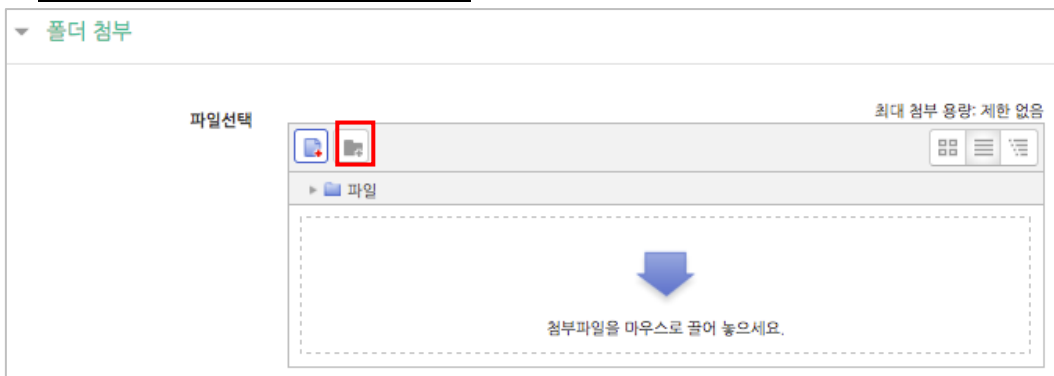 폴더 첨부
최대 첨부 용량: 제한 없음
파일선택
파일
첨부파일을 마우스로 끌어 놓으세요.